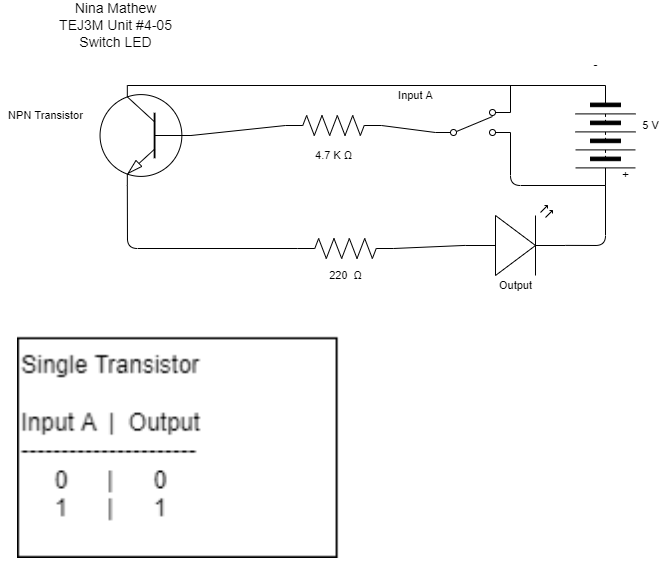 Nina Mathew
TEJ3M Unit #4-05
Switch LED
-
Input A
NPN Transistor
5 V
4.7 K Ω
+
220 Ω
Output
Single Transistor
Input A | Output
------------------------
0 | 0
1 | 1